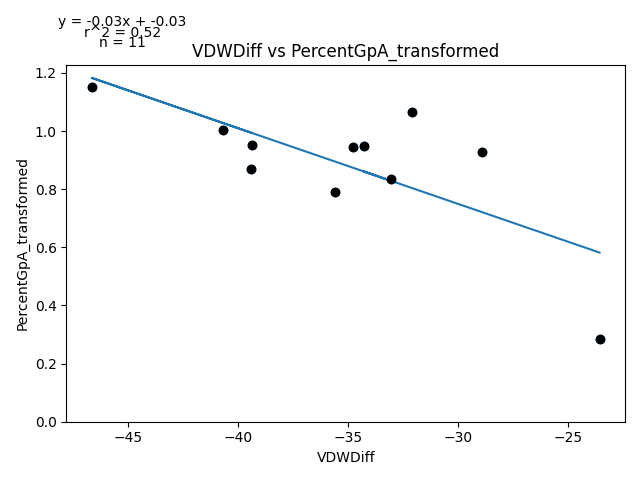 y = -0.03x + -0.03
r^2 = 0.52
n = 11
VDWDiff vs PercentGpA_transformed
1.2
1.0
0.8
0.6
0.4
0.2
0.0
PercentGpA_transformed
−45
−40
−35
−30
−25
VDWDiff